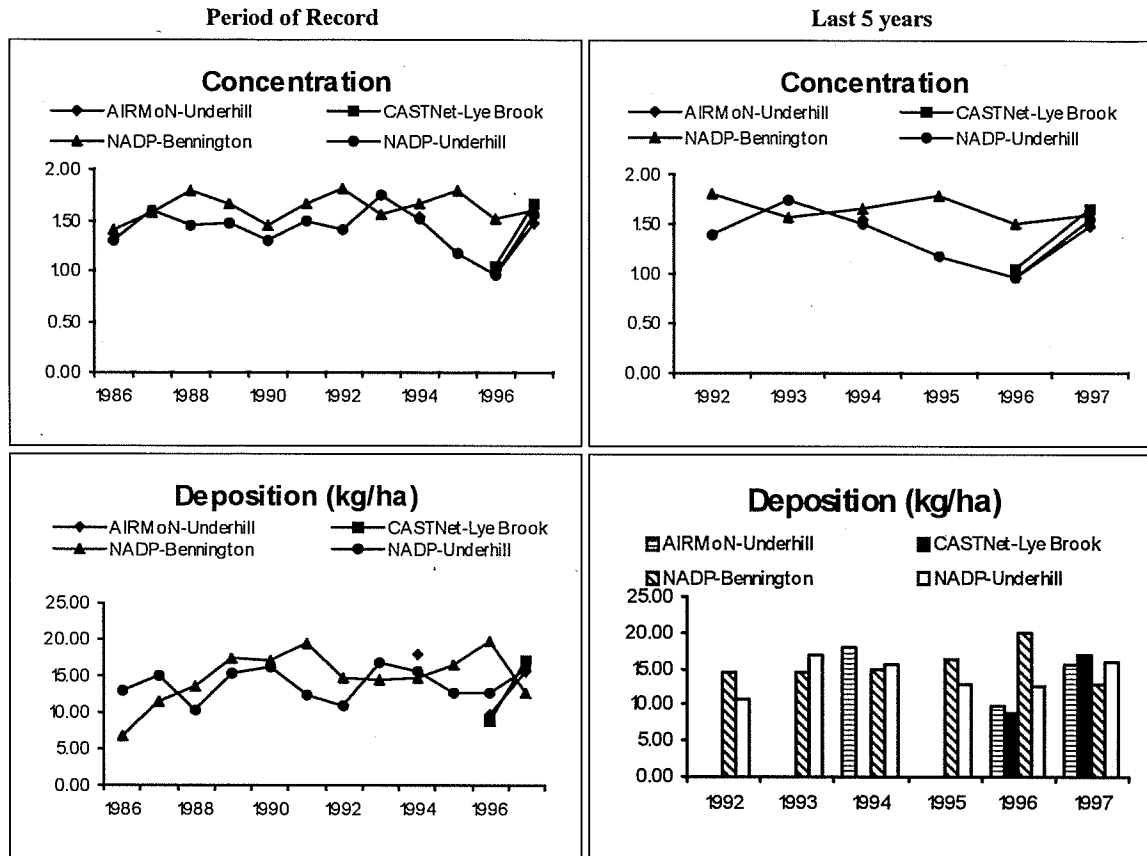 Period of Record
Last 5 years
Concentration
AIRMoN-Underhill CASTNet-Lye Brook
NADP-Bennington NADP-Underhill
2.00
1.50
1.00
0.50
0.00
1986 1988 1990 1992 1994 1996
Concentration
AIRMoN-Underhill CASTNet-Lye Brook
NADP-Bennington NADP-Underhill
2.00
1.50
1.00
0.50
0.00
1992 1993 1994 1995 1996 1997
Deposition (kg/ha)
AIRMoN-Underhill CASTNet-Lye Brook
NADP-Bennington NADP-Underhill
25.00
20.00
15.00
10.00
5.00
0.00
1986 1988 1990 1992 1994 1996
Deposition (kg/ha)
AIRMoN-Underhill CASTNet-Lye Brook
NADP-Bennington NADP-Underhill
25.00
20.00
15.00
10.00
5.00
0.00
1992 1993 1994 1995 1996 1997